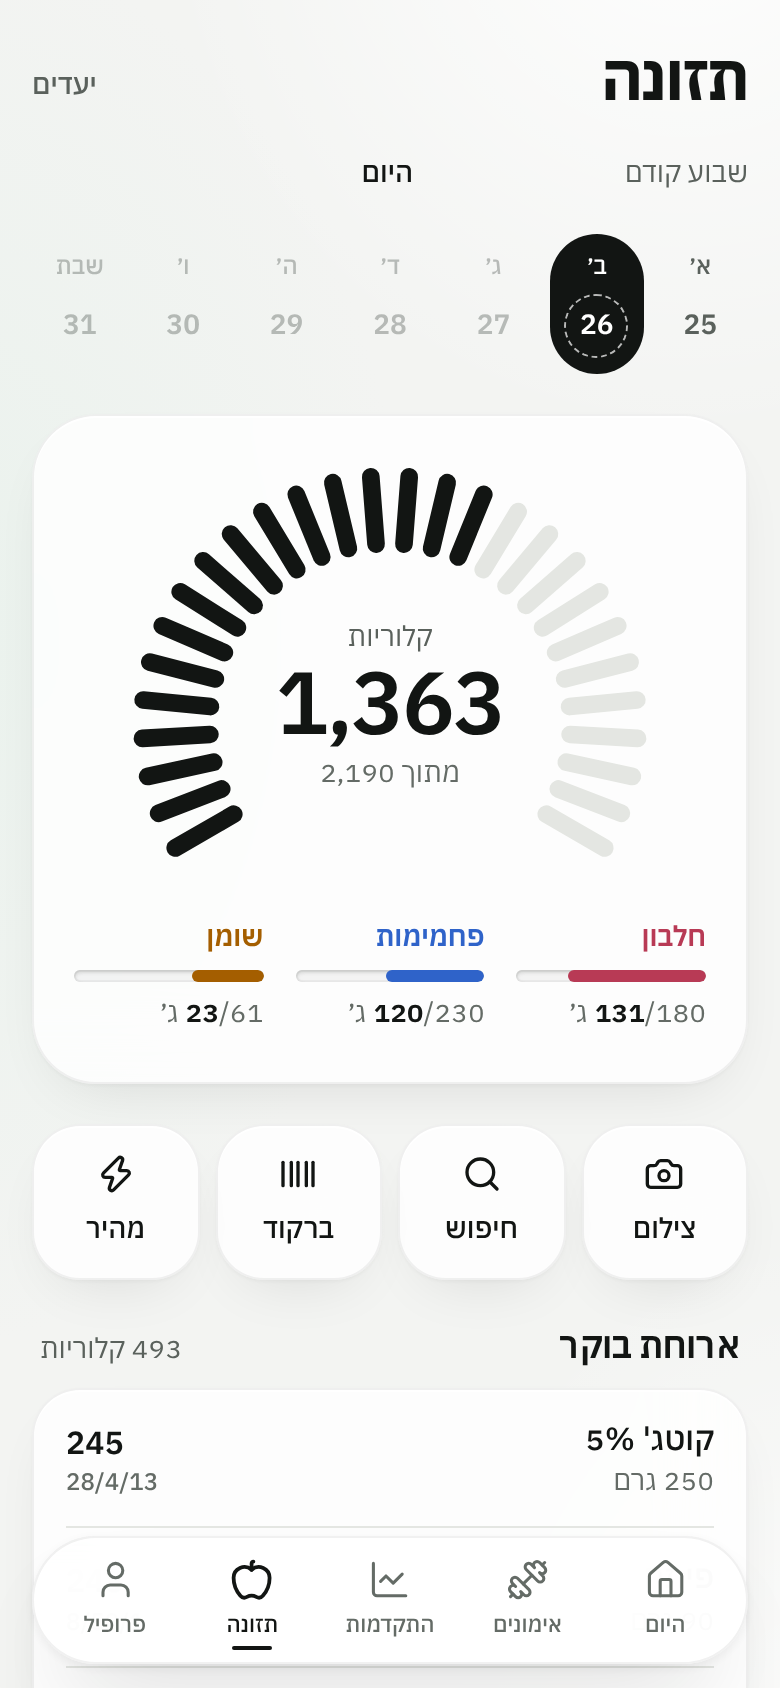 תזונה
יעדים
שבוע קודם
היום
א׳ ב׳ ג׳ ד׳ ה׳ ו׳ שבת
25 26 27 28 29 30 31
קלוריות
1,363
מתוך 2,190
חלבון
131/180 ג׳
פחמימות
120/230 ג׳
שומן
23/61 ג׳
צילום
חיפוש
ברקוד
מהיר
ארוחת בוקר
493 קלוריות
קוטג' 5%
245
250 גרם
28/4/13
היום
אימונים
התקדמות
תזונה
פרופיל